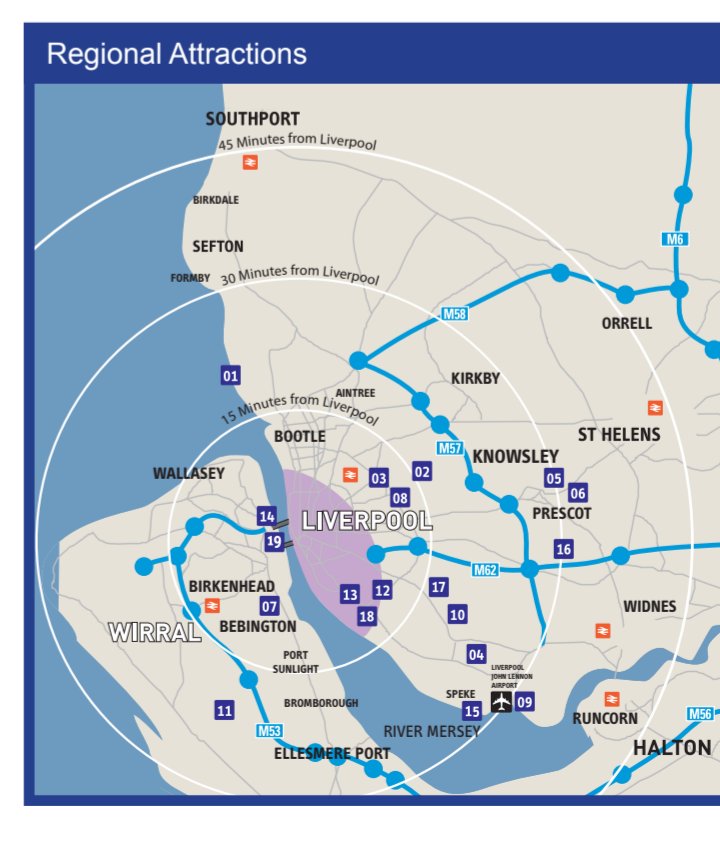 Regional Attractions
SOUTHPORT
45 Minutes from Liverpool
BIRKDALE
M6
SEFTON
FORMBY
30 Minutes from Liverpool
M58
ORRELL
01
KIRKBY
AINTREE
15 Minutes from Liverpool
BOOTLE
ST HELENS
M57
KNOWSLEY
WALLASEY
03
02
05
08
06
14
LIVERPOOL
PRESCOT
19
16
M62
BIRKENHEAD
13
12
17
07
WIDNES
18
10
BEBINGTON
WIRRAL
PORT
SUNLIGHT
04
LIVERPOOL
JOHN LENNON
AIRPORT
SPEKE
09
BROMBOROUGH
11
15
RUNCORN
M56
M53
RIVER MERSEY
HALTON
ELLESMERE PORT